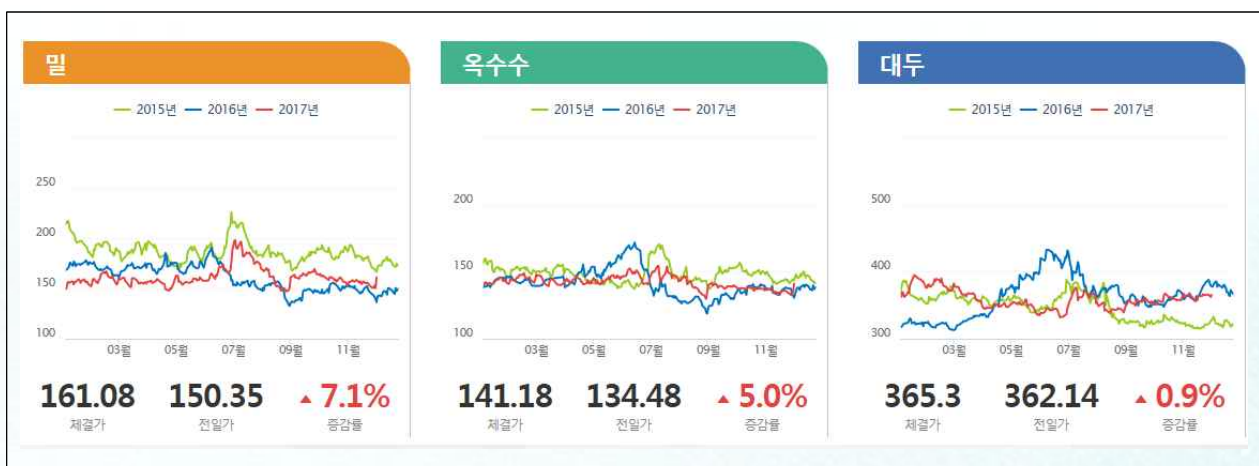 밀
2015년 2016년 2017년
250
200
150
100
03월 05월 07월 09월 11월
161.08 150.35 ▲ 7.1%
체결가 전일가 증감률
옥수수
2015년 2016년 2017년
200
150
100
03월 05월 07월 09월 11월
141.18 134.48 ▲ 5.0%
체결가 전일가 증감률
대두
2015년 2016년 2017년
500
400
300
03월 05월 07월 09월 11월
365.3 362.14 ▲ 0.9%
체결가 전일가 증감률